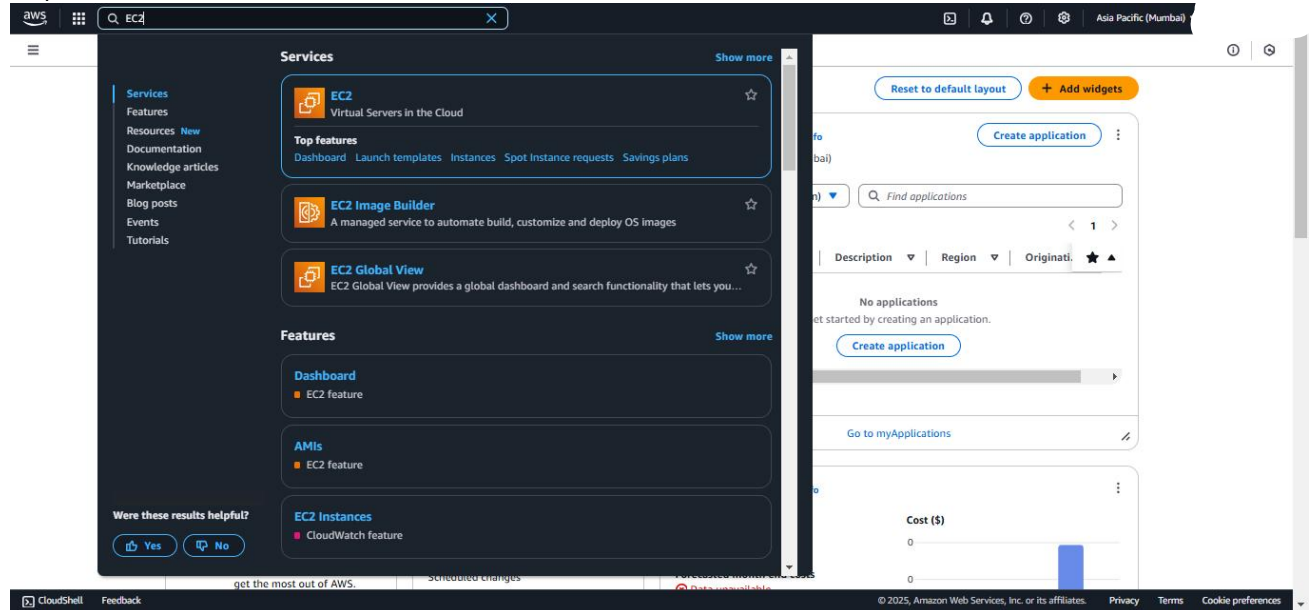 aws
EC2
Asia Pacific (Mumbai)
Services
Show more
Services
Features
Resources New
Documentation
Knowledge articles
Marketplace
Blog posts
Events
Tutorials
EC2
Virtual Servers in the Cloud
Top features
Dashboard Launch templates Instances Spot Instance requests Savings plans
EC2 Image Builder
A managed service to automate build, customize and deploy OS images
EC2 Global View
EC2 Global View provides a global dashboard and search functionality that lets you...
Features
Show more
Dashboard
EC2 feature
AMIs
EC2 feature
EC2 Instances
CloudWatch feature
Were these results helpful?
Yes
No
Reset to default layout
+ Add widgets
fo
Create application
bai)
n)
Find applications
1
Description
Region
Originati.
No applications
et started by creating an application.
Create application
Go to myApplications
fo
Cost ($)
0
0
get the most out of AWS.
Scheduled changes
Forecasted month end costs
Data unavailable
CloudShell Feedback
© 2025, Amazon Web Services, Inc. or its affiliates. Privacy Terms Cookie preferences